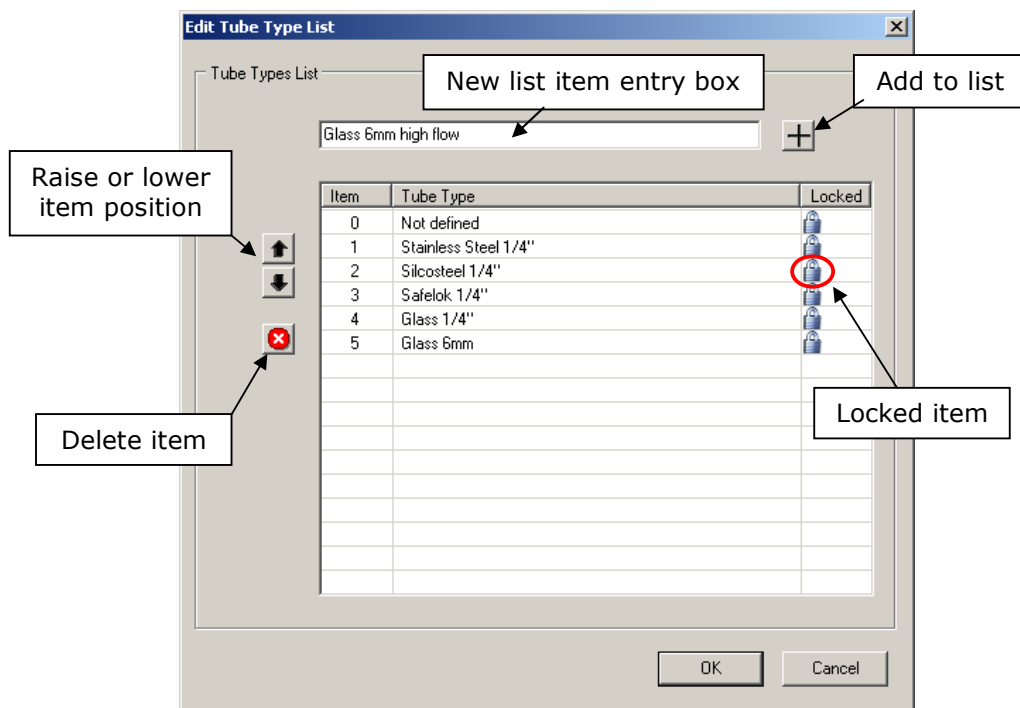 Edit Tube Type List
Tube Types List
New list item entry box
Add to list
Glass 6mm high flow
Raise or lower
item position
Item Tube Type Locked
0 Not defined
1 Stainless Steel 1/4''
2 Silcosteel 1/4''
3 Safelok 1/4''
4 Glass 1/4''
5 Glass 6mm
Locked item
Delete item
OK Cancel